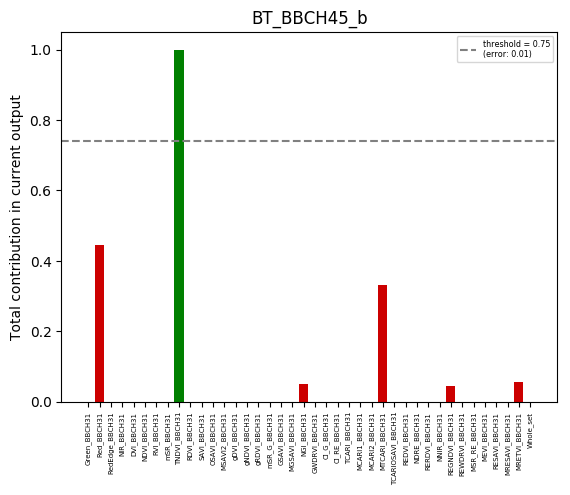 BT_BBCH45_b
threshold = 0.75
(error: 0.01)
Total contribution in current output
1.0
0.8
0.6
0.4
0.2
0.0
Green_BBCH31
Red_BBCH31
RedEdge_BBCH31
NIR_BBCH31
DVI_BBCH31
NDVI_BBCH31
RVI_BBCH31
mSR_BBCH31
TNDVI_BBCH31
RDVI_BBCH31
SAVI_BBCH31
OSAVI_BBCH31
MSAVI2_BBCH31
gDVI_BBCH31
gNDVI_BBCH31
gRDVI_BBCH31
mSR_G_BBCH31
GSAVI_BBCH31
MGSAVI_BBCH31
NGI_BBCH31
GWDRVI_BBCH31
CI_G_BBCH31
CI_RE_BBCH31
TCARI_BBCH31
MCARI1_BBCH31
MCARI2_BBCH31
MTCARI_BBCH31
TCARIOSAVI_BBCH31
REDVI_BBCH31
NDRE_BBCH31
RERDVI_BBCH31
NNIR_BBCH31
REGNDVI_BBCH31
REWDRVI_BBCH31
MSR_RE_BBCH31
MEVI_BBCH31
RESAVI_BBCH31
MRESAVI_BBCH31
MRETVI_BBCH31
Whole_set